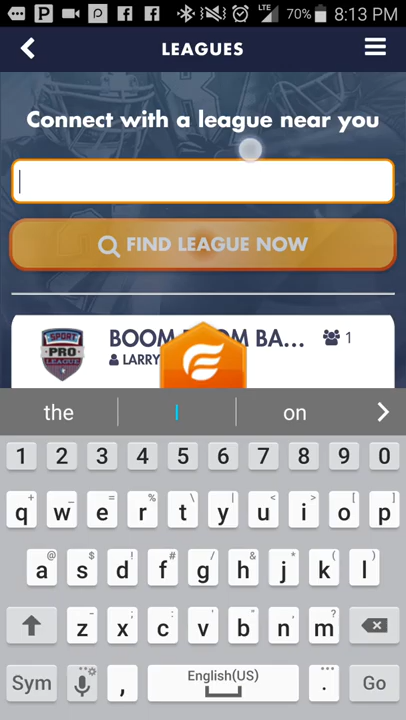 LTE 70% 8:13 PM
LEAGUES
Connect with a league near you
FIND LEAGUE NOW
SPORT
PRO
LEAGUE
BOOM BA... 1
LARRY
the I on
1 2 3 4 5 6 7 8 9 0
q w e r t y u i o p
a s d f g h j k l
z x c v b n m
Sym , English(US) . Go